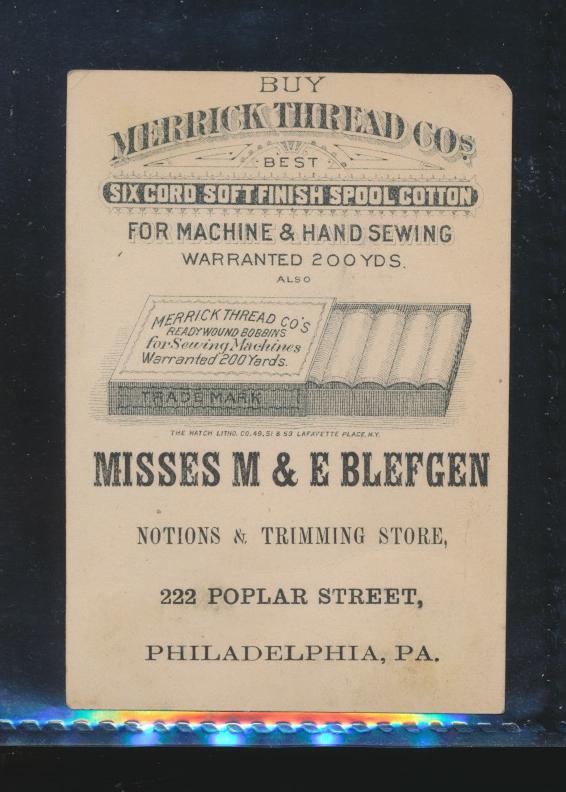 BUY
MERRICK THREAD CO'S
BEST
SIX CORD SOFT FINISH SPOOL COTTON
FOR MACHINE & HAND SEWING
WARRANTED 200 YDS.
ALSO
MERRICK THREAD CO'S
READY WOUND BOBBINS
for Sewing Machines
Warranted 200 Yards.
TRADE MARK
THE HATCH LITHO. CO. 49, 51 & 53 LAFAYETTE PLACE, N.Y.
MISSES M & E BLEFGEN
NOTIONS & TRIMMING STORE,
222 POPLAR STREET,
PHILADELPHIA, PA.